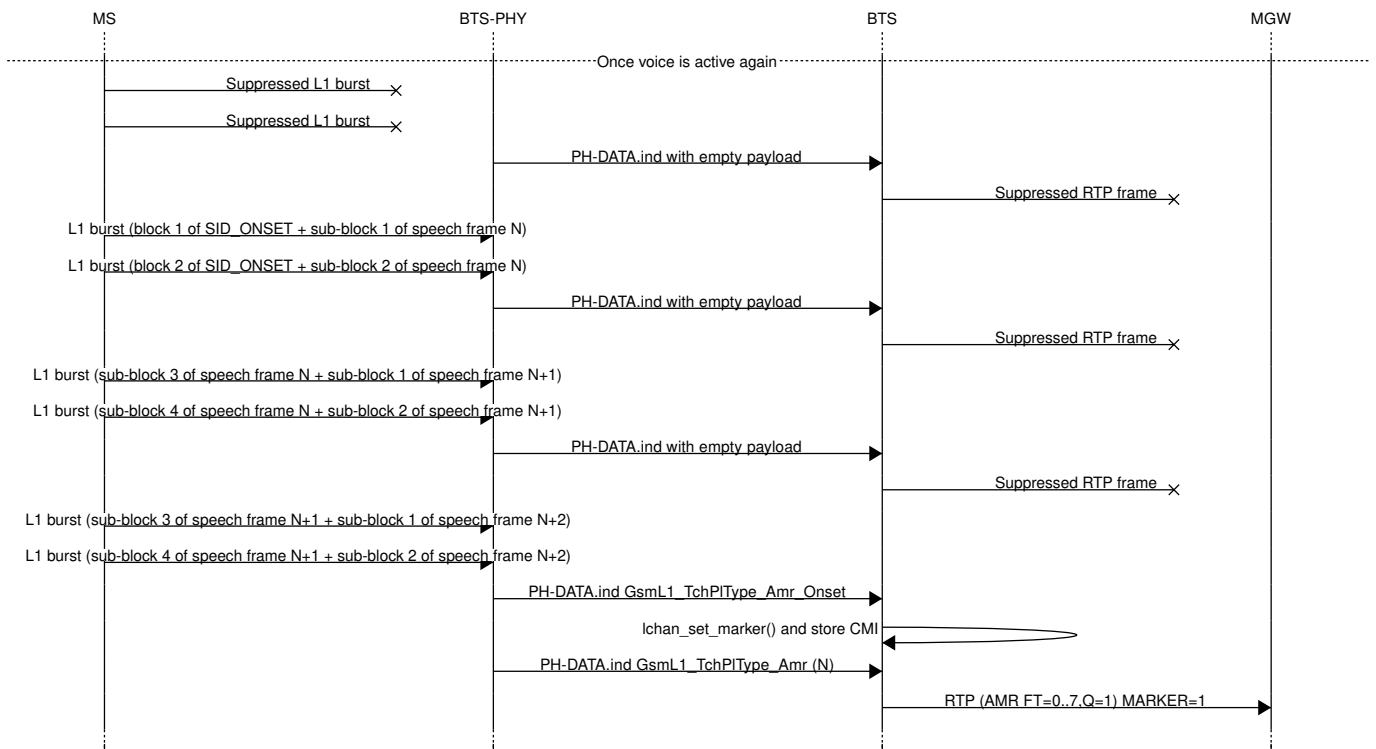 MS BTS-PHY BTS MGW
Once voice is active again
Suppressed L1 burst
Suppressed L1 burst
PH-DATA.ind with empty payload
Suppressed RTP frame
L1 burst (block 1 of SID_ONSET + sub-block 1 of speech frame N)
L1 burst (block 2 of SID_ONSET + sub-block 2 of speech frame N)
PH-DATA.ind with empty payload
Suppressed RTP frame
L1 burst (sub-block 3 of speech frame N + sub-block 1 of speech frame N+1)
L1 burst (sub-block 4 of speech frame N + sub-block 2 of speech frame N+1)
PH-DATA.ind with empty payload
Suppressed RTP frame
L1 burst (sub-block 3 of speech frame N+1 + sub-block 1 of speech frame N+2)
L1 burst (sub-block 4 of speech frame N+1 + sub-block 2 of speech frame N+2)
PH-DATA.ind GsmL1_TchPlType_Amr_Onset
lchan_set_marker() and store CMI
PH-DATA.ind GsmL1_TchPlType_Amr (N)
RTP (AMR FT=0..7,Q=1) MARKER=1